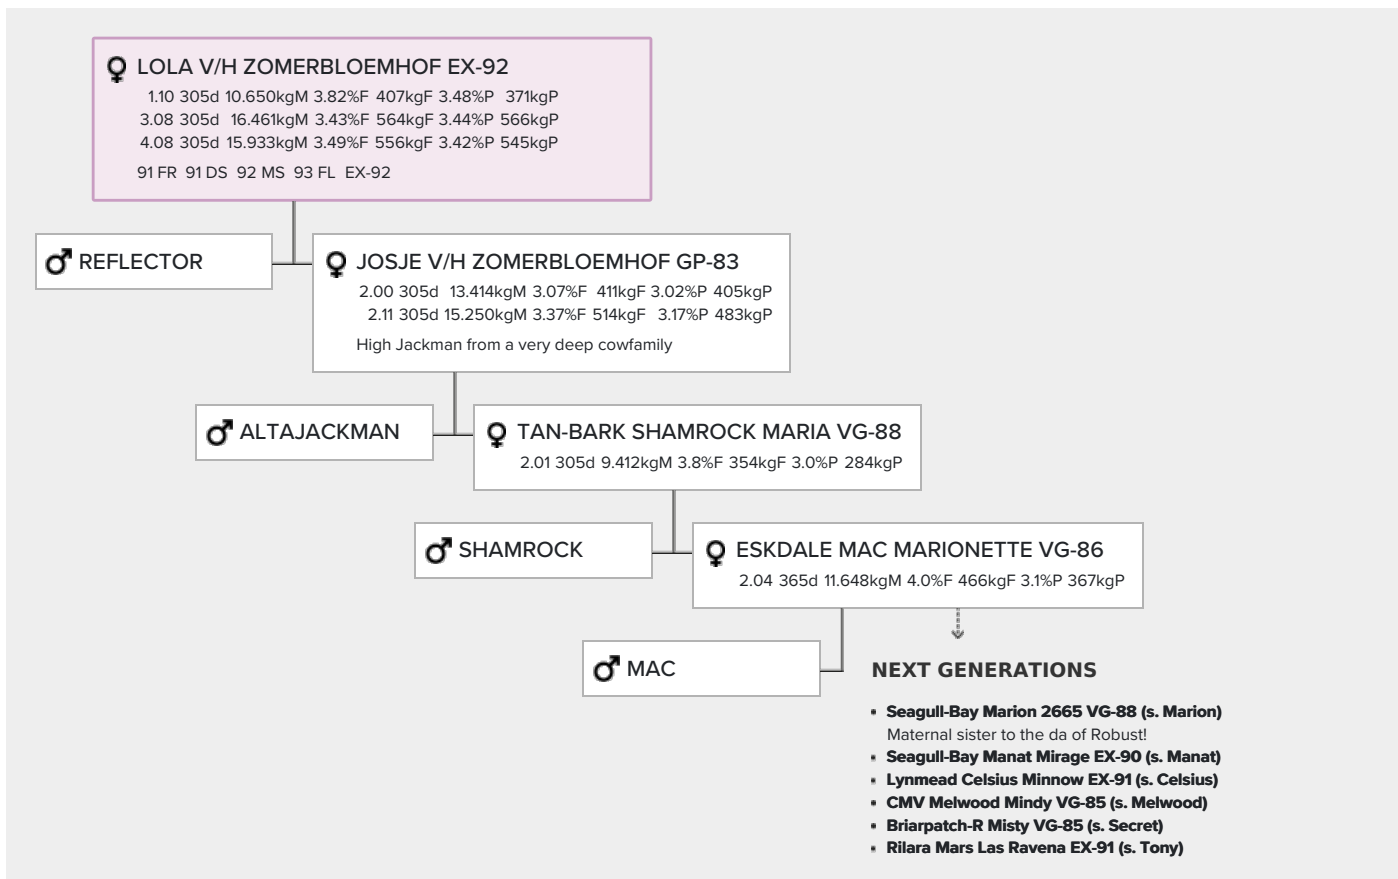 LOLA V/H ZOMERBLOEMHOF EX-92
1.10 305d 10.650kgM 3.82%F 407kgF 3.48%P 371kgP
3.08 305d 16.461kgM 3.43%F 564kgF 3.44%P 566kgP
4.08 305d 15.933kgM 3.49%F 556kgF 3.42%P 545kgP
91 FR 91 DS 92 MS 93 FL EX-92
REFLECTOR
JOSJE V/H ZOMERBLOEMHOF GP-83
2.00 305d 13.414kgM 3.07%F 411kgF 3.02%P 405kgP
2.11 305d 15.250kgM 3.37%F 514kgF 3.17%P 483kgP
High Jackman from a very deep cowfamily
ALTAJACKMAN
TAN-BARK SHAMROCK MARIA VG-88
2.01 305d 9.412kgM 3.8%F 354kgF 3.0%P 284kgP
SHAMROCK
ESKDALE MAC MARIONETTE VG-86
2.04 365d 11.648kgM 4.0%F 466kgF 3.1%P 367kgP
MAC
NEXT GENERATIONS
Seagull-Bay Marion 2665 VG-88 (s. Marion)
Maternal sister to the da of Robust!
Seagull-Bay Manat Mirage EX-90 (s. Manat)
Lynmead Celsius Minnow EX-91 (s. Celsius)
CMV Melwood Mindy VG-85 (s. Melwood)
Briarpatch-R Misty VG-85 (s. Secret)
Rilara Mars Las Ravena EX-91 (s. Tony)